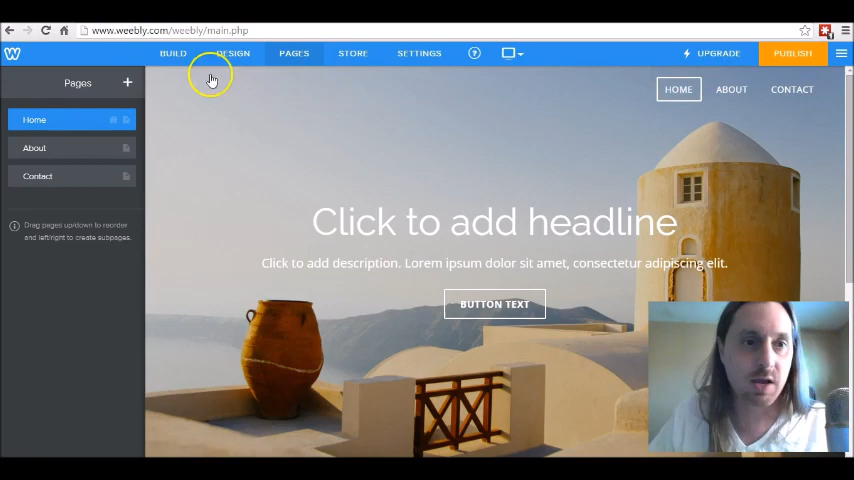 www.weebly.com/weebly/main.php
BUILD DESIGN PAGES STORE SETTINGS ? UPGRADE PUBLISH
Pages +
HOME ABOUT CONTACT
Home
About
Contact
Drag pages up/down to reorder
and left/right to create subpages.
Click to add headline
Click to add description. Lorem ipsum dolor sit amet, consectetur adipiscing elit.
BUTTON TEXT